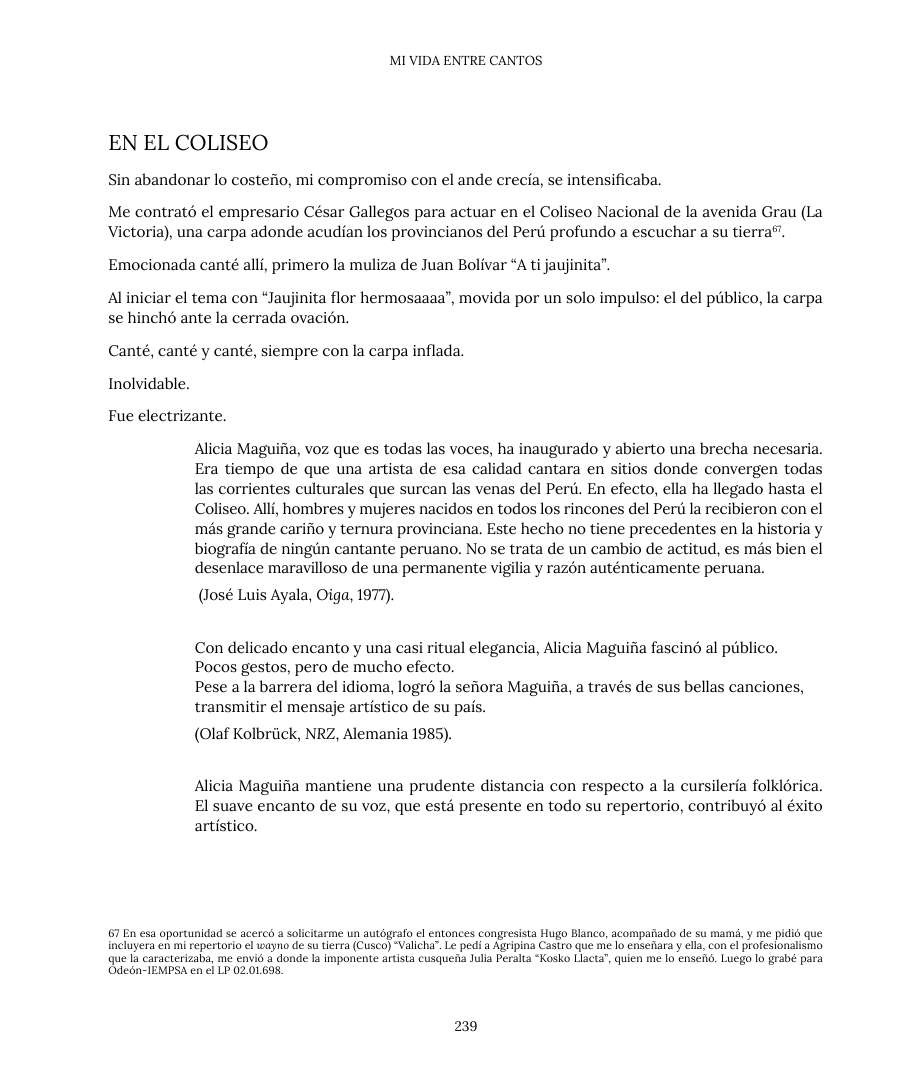 MI VIDA ENTRE CANTOS
EN EL COLISEO
Sin abandonar lo costeño, mi compromiso con el ande crecía, se intensificaba.
Me contrató el empresario César Gallegos para actuar en el Coliseo Nacional de la avenida Grau (La
Victoria), una carpa adonde acudían los provincianos del Perú profundo a escuchar a su tierra67.
Emocionada canté allí, primero la muliza de Juan Bolívar “A ti jaujinita”.
Al iniciar el tema con “Jaujinita flor hermosaaaa”, movida por un solo impulso: el del público, la carpa
se hinchó ante la cerrada ovación.
Canté, canté y canté, siempre con la carpa inflada.
Inolvidable.
Fue electrizante.
Alicia Maguiña, voz que es todas las voces, ha inaugurado y abierto una brecha necesaria.
Era tiempo de que una artista de esa calidad cantara en sitios donde convergen todas
las corrientes culturales que surcan las venas del Perú. En efecto, ella ha llegado hasta el
Coliseo. Allí, hombres y mujeres nacidos en todos los rincones del Perú la recibieron con el
más grande cariño y ternura provinciana. Este hecho no tiene precedentes en la historia y
biografía de ningún cantante peruano. No se trata de un cambio de actitud, es más bien el
desenlace maravilloso de una permanente vigilia y razón auténticamente peruana.
(José Luis Ayala, Oiga, 1977).
Con delicado encanto y una casi ritual elegancia, Alicia Maguiña fascinó al público.
Pocos gestos, pero de mucho efecto.
Pese a la barrera del idioma, logró la señora Maguiña, a través de sus bellas canciones,
transmitir el mensaje artístico de su país.
(Olaf Kolbrück, NRZ, Alemania 1985).
Alicia Maguiña mantiene una prudente distancia con respecto a la cursilería folklórica.
El suave encanto de su voz, que está presente en todo su repertorio, contribuyó al éxito
artístico.
67 En esa oportunidad se acercó a solicitarme un autógrafo el entonces congresista Hugo Blanco, acompañado de su mamá, y me pidió que
incluyera en mi repertorio el wayno de su tierra (Cusco) “Valicha”. Le pedí a Agripina Castro que me lo enseñara y ella, con el profesionalismo
que la caracterizaba, me envió a donde la imponente artista cusqueña Julia Peralta “Kosko Llacta”, quien me lo enseñó. Luego lo grabé para
Odeón-IEMPSA en el LP 02.01.698.
239